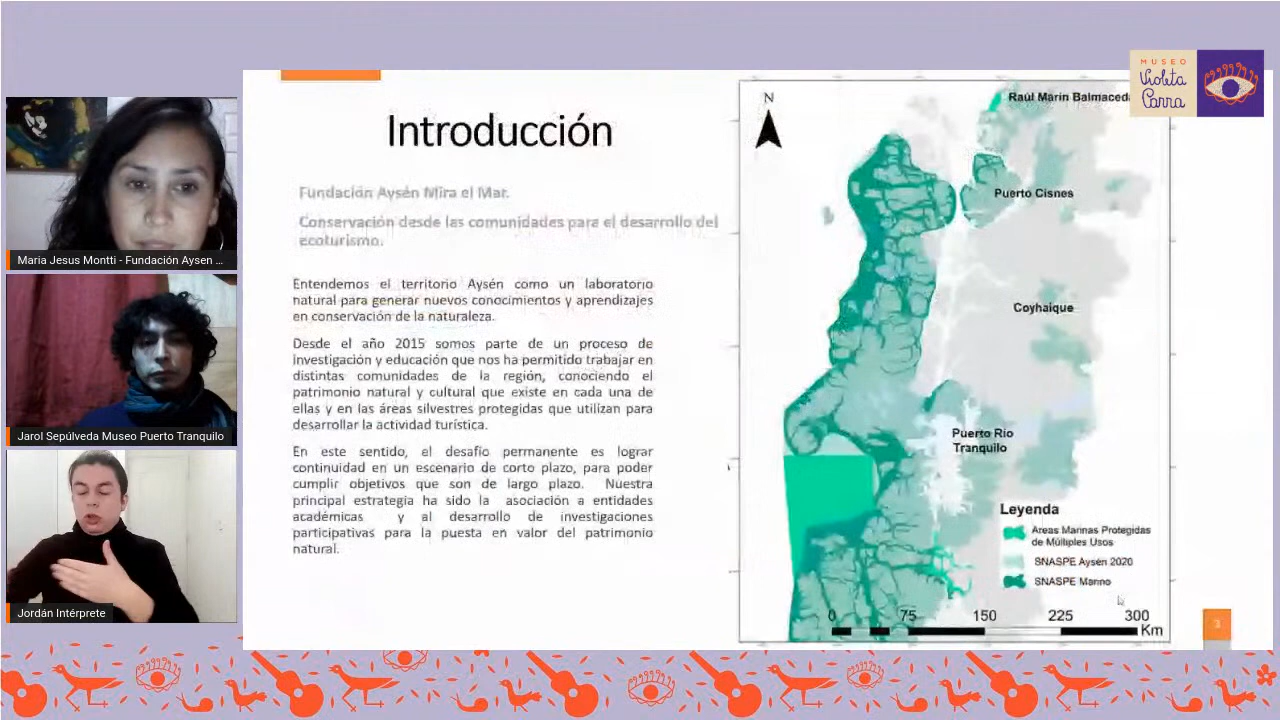 MUSEO
Violeta
Parra
Introducción
Fundación Aysén Mira el Mar.
Conservación desde las comunidades para el desarrollo del
ecoturismo.
Entendemos el territorio Aysén como un laboratorio
natural para generar nuevos conocimientos y aprendizajes
en conservación de la naturaleza.
Desde el año 2015 somos parte de un proceso de
investigación y educación que nos ha permitido trabajar en
distintas comunidades de la región, conociendo el
patrimonio natural y cultural que existe en cada una de
ellas y en las áreas silvestres protegidas que utilizan para
desarrollar la actividad turística.
En este sentido, el desafío permanente es lograr
continuidad en un escenario de corto plazo, para poder
cumplir objetivos que son de largo plazo. Nuestra
principal estrategia ha sido la asociación a entidades
académicas y al desarrollo de investigaciones
participativas para la puesta en valor del patrimonio
natural.
N
Raúl Marín Balmaceda
Puerto Cisnes
Coyhaique
Puerto Río
Tranquilo
Leyenda
Areas Marinas Protegidas
de Múltiples Usos
SNASPE Aysén 2020
SNASPE Marino
0 75 150 225 300
Km
3
Maria Jesus Montti - Fundación Aysen ...
Jarol Sepúlveda Museo Puerto Tranquilo
Jordán Intérprete